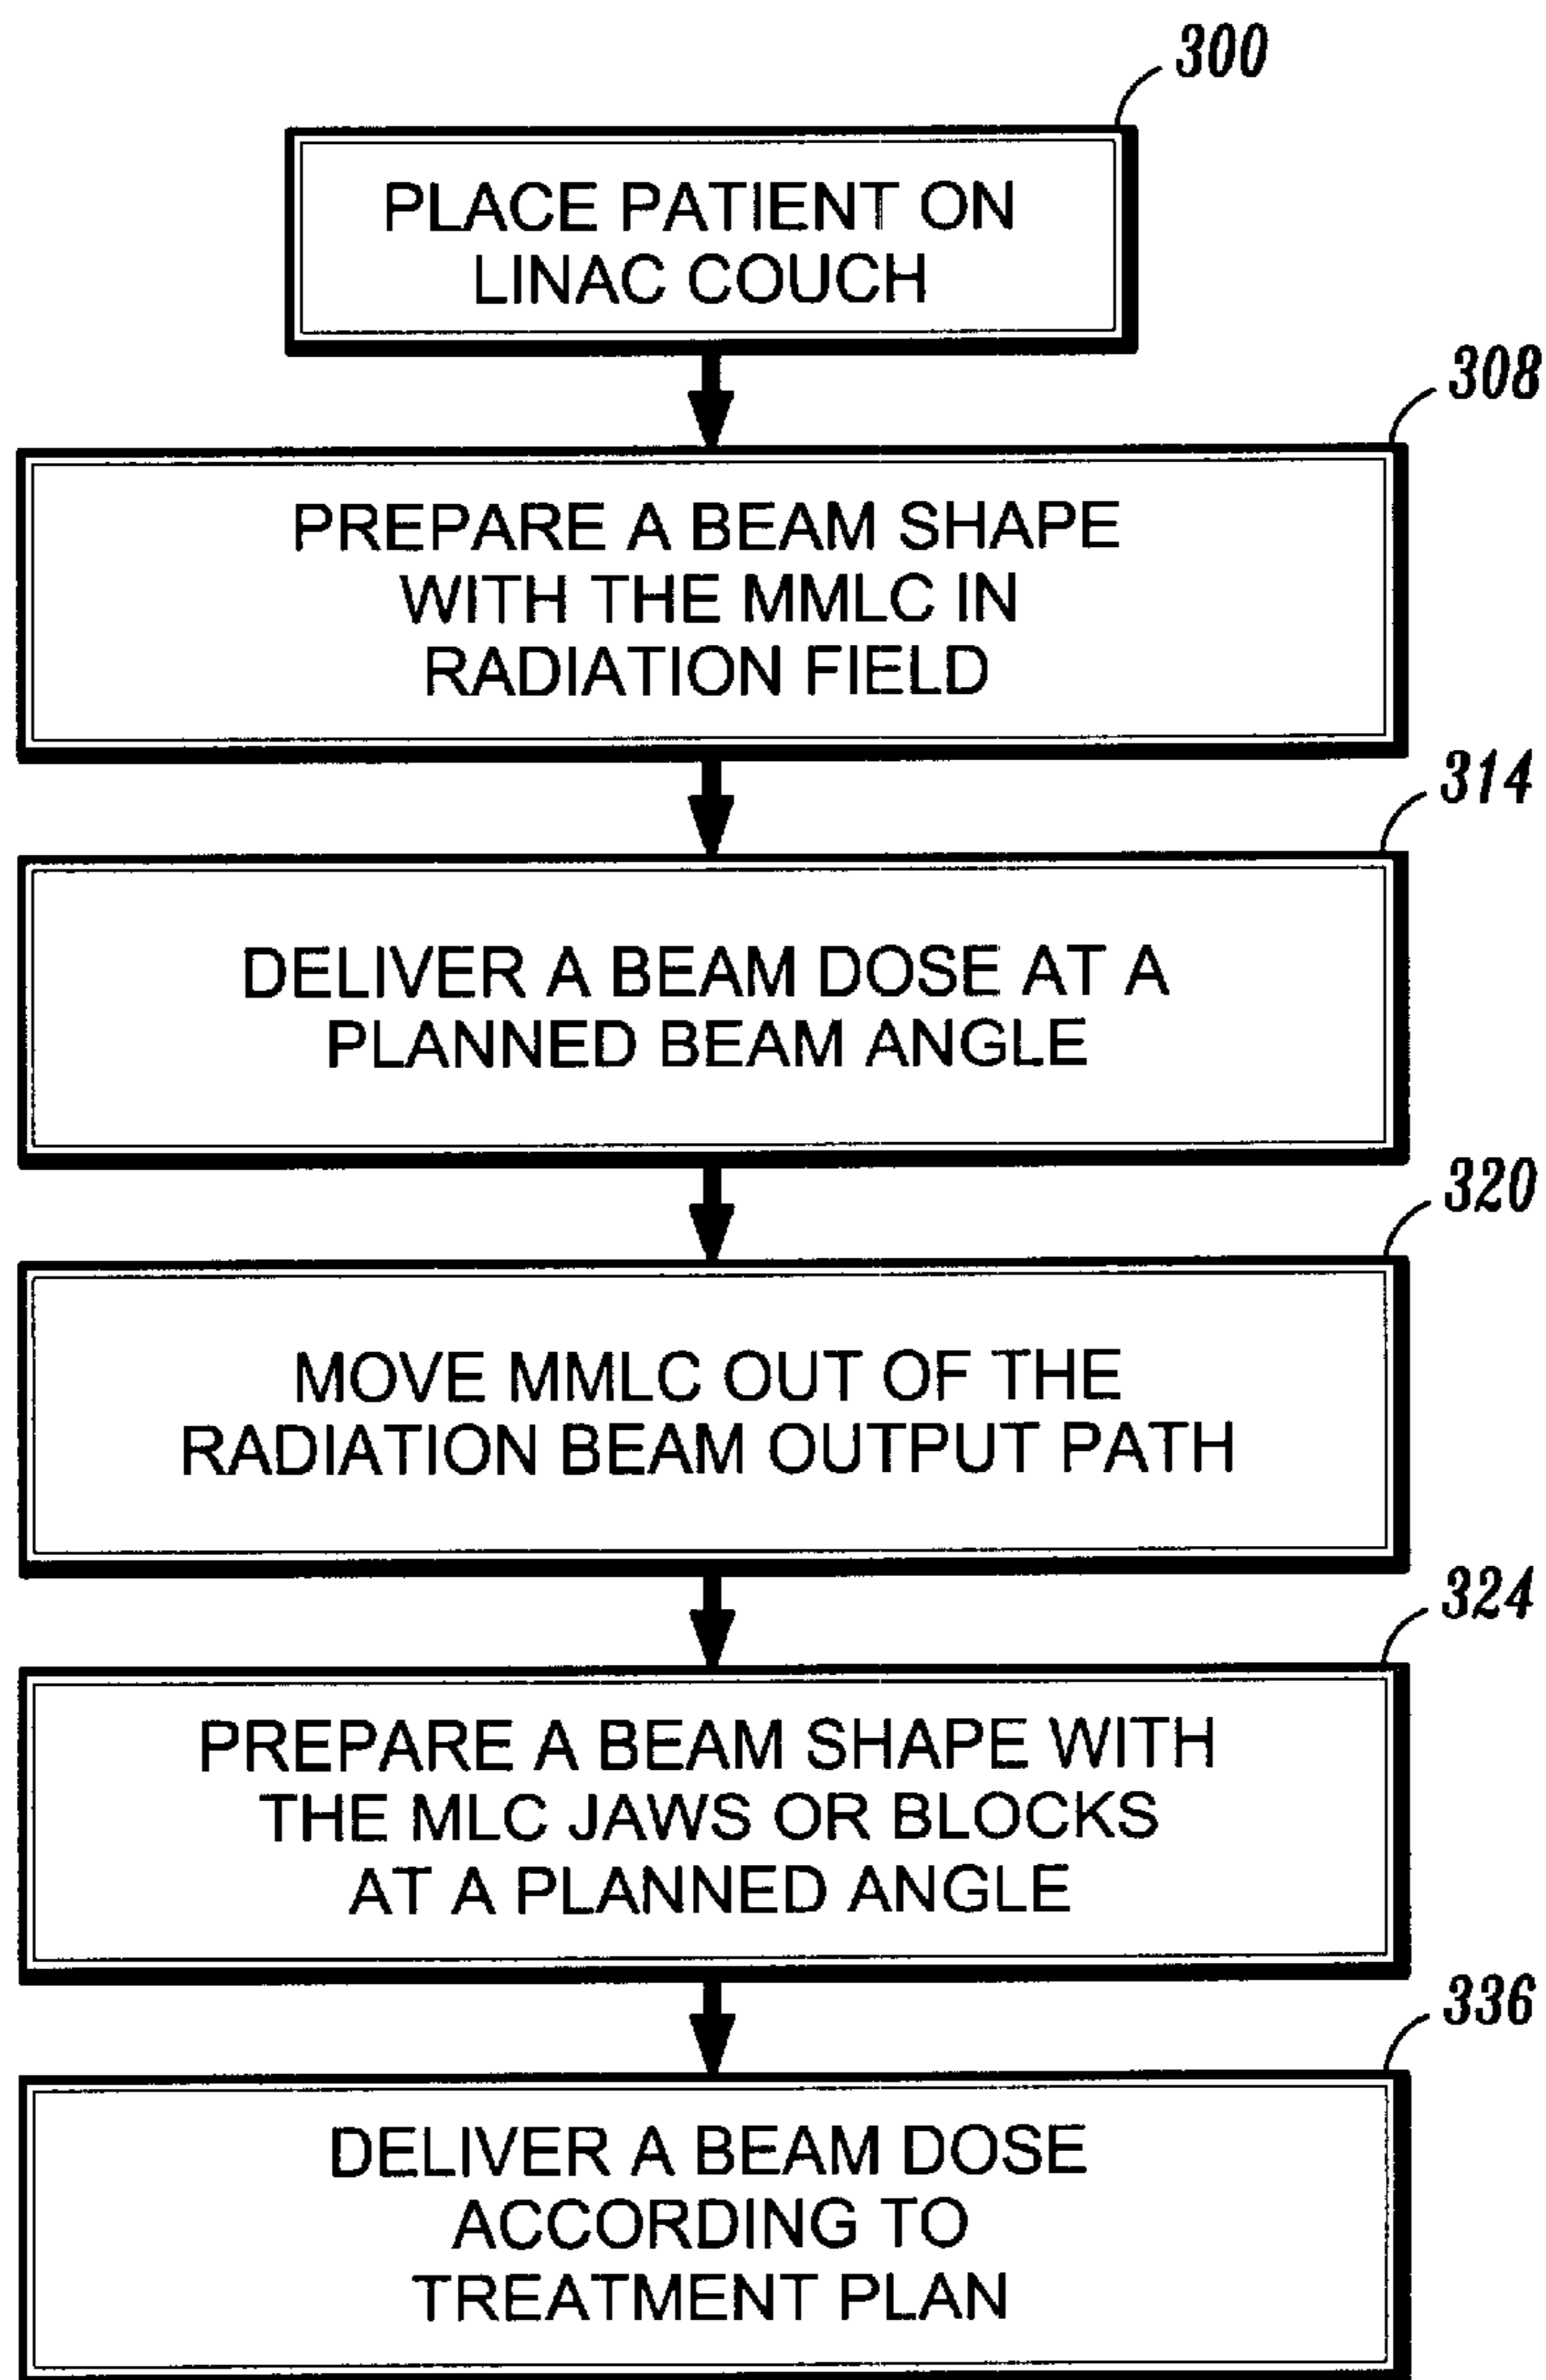 300
PLACE PATIENT ON
LINAC COUCH
308
PREPARE A BEAM SHAPE
WITH THE MMLC IN
RADIATION FIELD
314
DELIVER A BEAM DOSE AT A
PLANNED BEAM ANGLE
320
MOVE MMLC OUT OF THE
RADIATION BEAM OUTPUT PATH
324
PREPARE A BEAM SHAPE WITH
THE MLC JAWS OR BLOCKS
AT A PLANNED ANGLE
336
DELIVER A BEAM DOSE
ACCORDING TO
TREATMENT PLAN